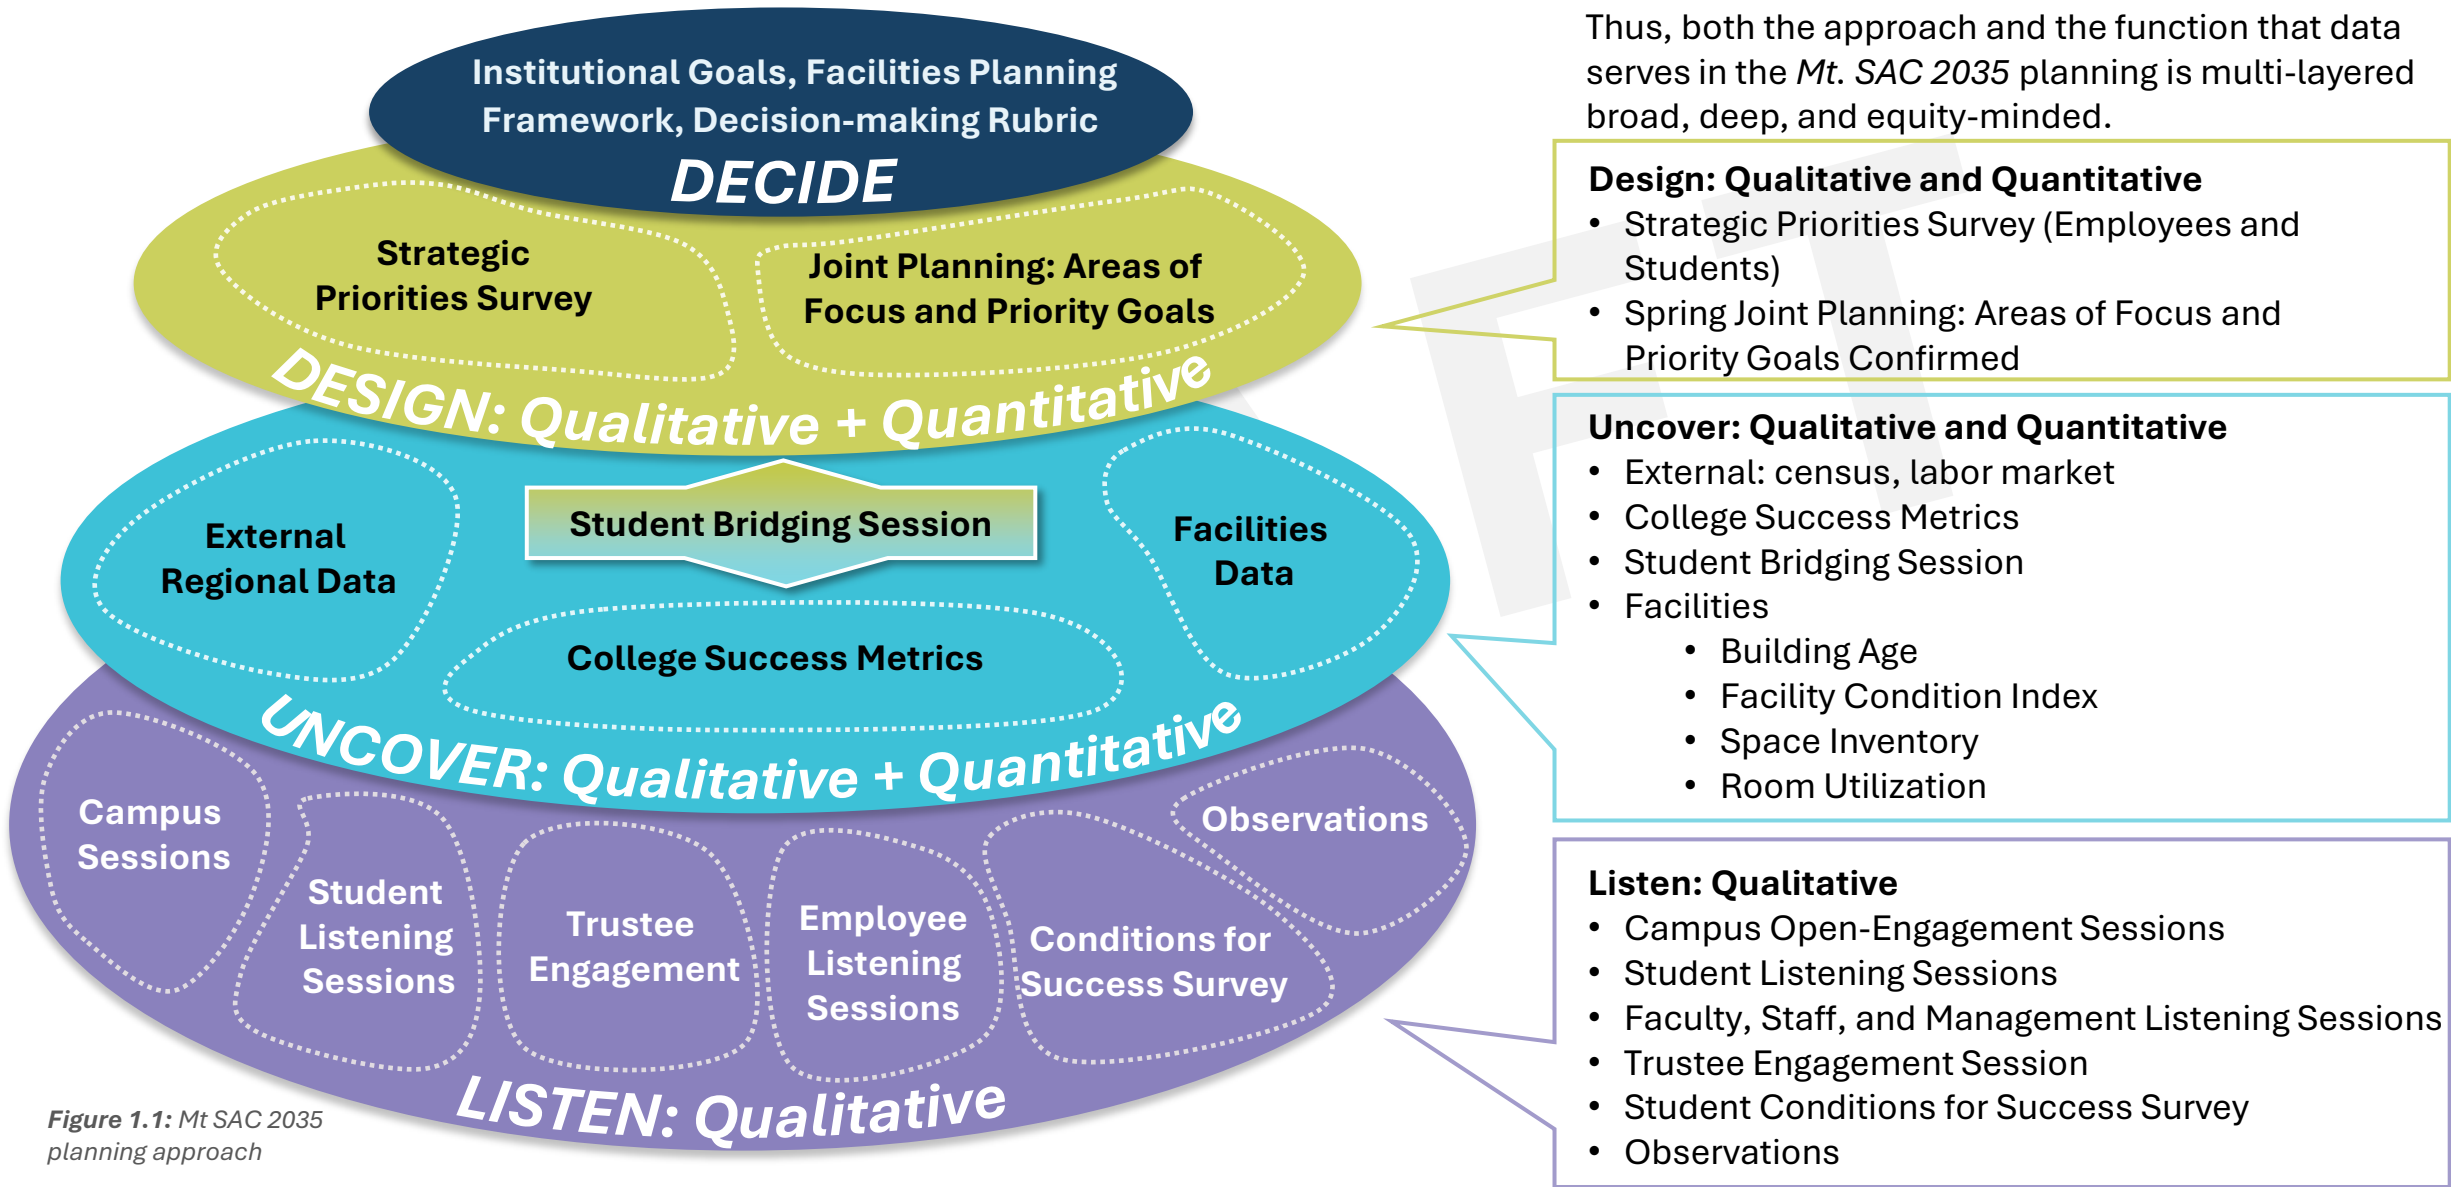 Institutional Goals, Facilities Planning
Framework, Decision-making Rubric
DECIDE
Strategic
Priorities Survey
Joint Planning: Areas of
Focus and Priority Goals
DESIGN: Qualitative + Quantitative
Student Bridging Session
External
Regional Data
Facilities
Data
College Success Metrics
UNCOVER: Qualitative + Quantitative
Campus
Sessions
Student
Listening
Sessions
Trustee
Engagement
Employee
Listening
Sessions
Conditions for
Success Survey
Observations
LISTEN: Qualitative
Figure 1.1: Mt SAC 2035
planning approach
Thus, both the approach and the function that data
serves in the Mt. SAC 2035 planning is multi-layered
broad, deep, and equity-minded.
Design: Qualitative and Quantitative
• Strategic Priorities Survey (Employees and
Students)
• Spring Joint Planning: Areas of Focus and
Priority Goals Confirmed
Uncover: Qualitative and Quantitative
• External: census, labor market
• College Success Metrics
• Student Bridging Session
• Facilities
• Building Age
• Facility Condition Index
• Space Inventory
• Room Utilization
Listen: Qualitative
• Campus Open-Engagement Sessions
• Student Listening Sessions
• Faculty, Staff, and Management Listening Sessions
• Trustee Engagement Session
• Student Conditions for Success Survey
• Observations
FT